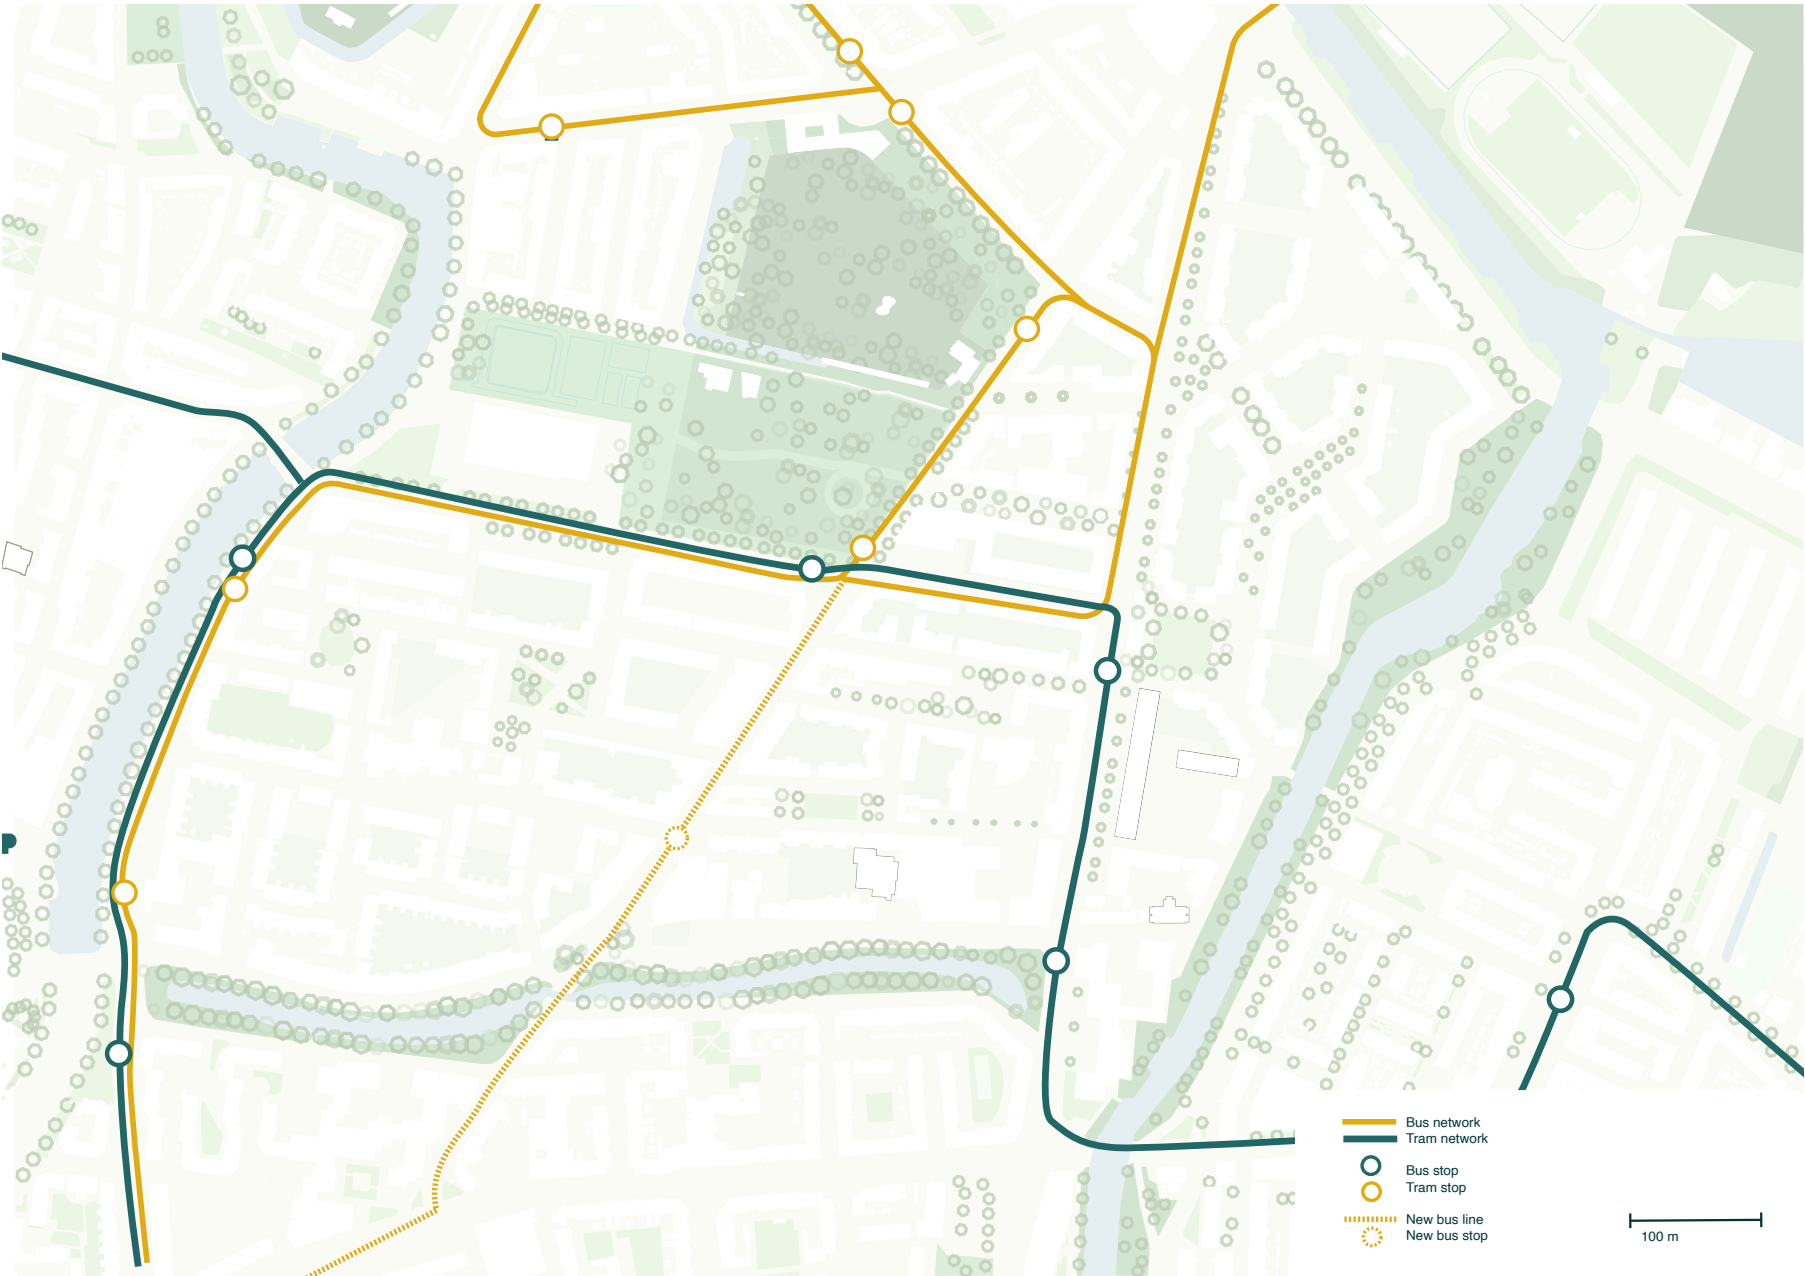 Bus network
Tram network
Bus stop
Tram stop
New bus line
New bus stop
100 m